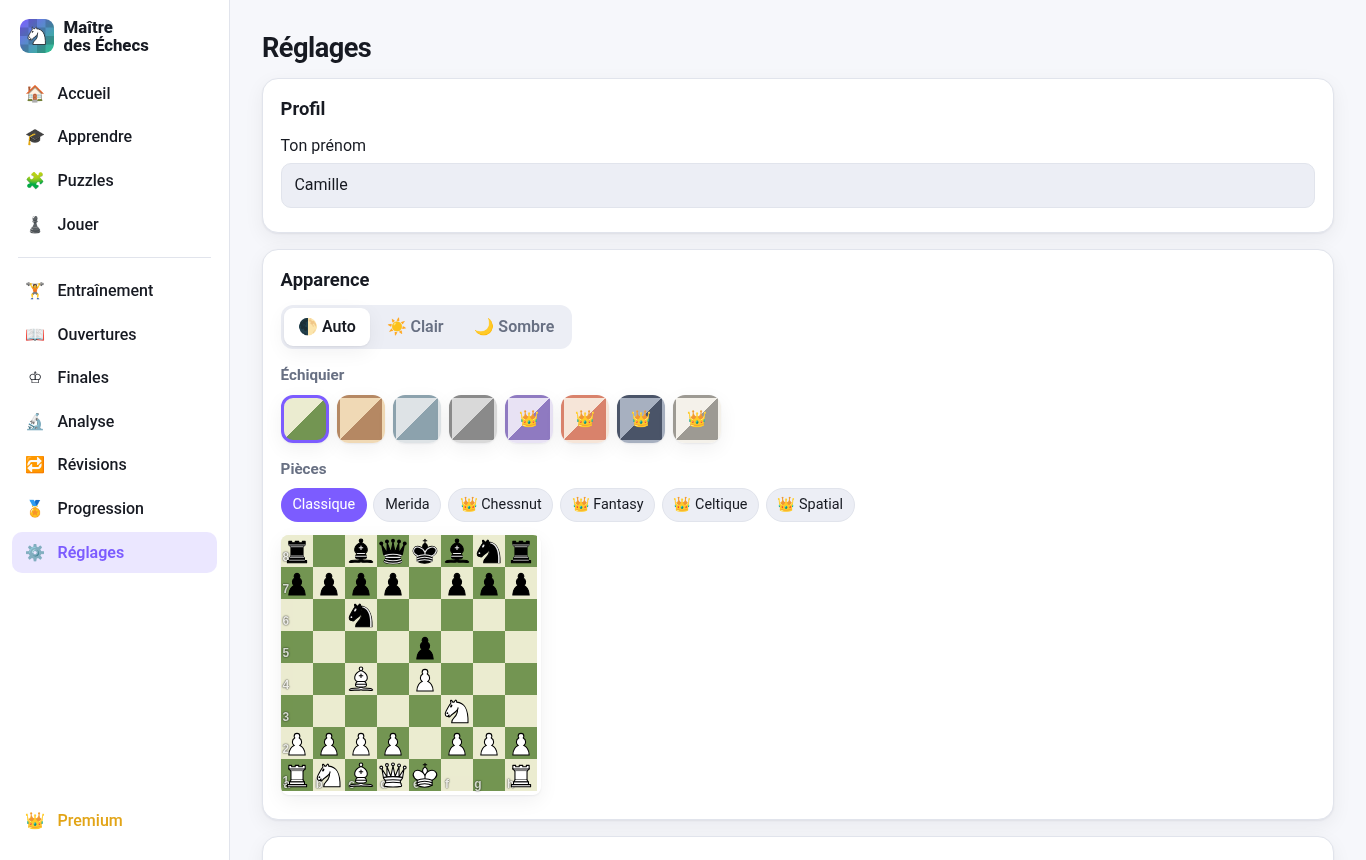 Maître
des Échecs
Accueil
Apprendre
Puzzles
Jouer
Entraînement
Ouvertures
Finales
Analyse
Révisions
Progression
Réglages
Premium
Réglages
Profil
Ton prénom
Camille
Apparence
Auto Clair Sombre
Échiquier
Pièces
Classique Merida Chessnut Fantasy Celtique Spatial
8
7
6
5
4
3
2
1
f g